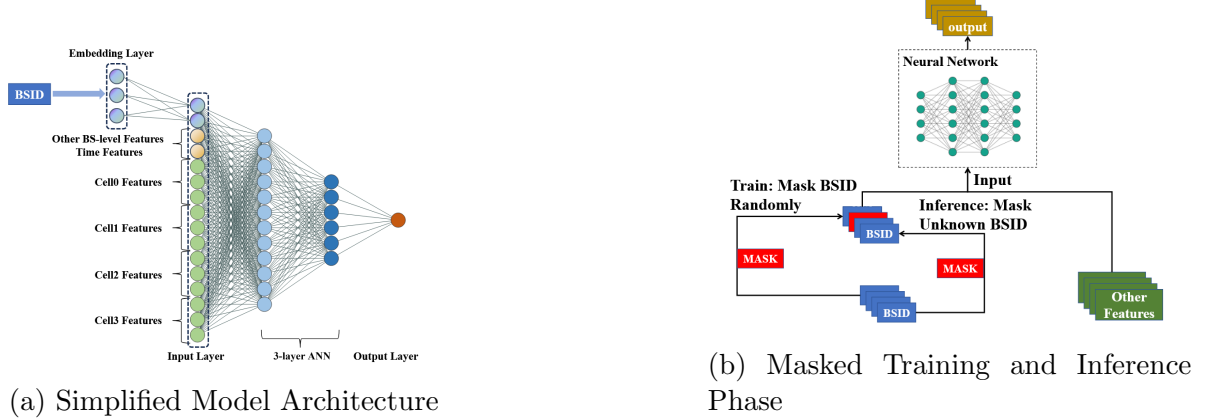 Embedding Layer
BSID
Other BS-level Features
Time Features
Cell0 Features
Cell1 Features
Cell2 Features
Cell3 Features
Input Layer
3-layer ANN
Output Layer
(a) Simplified Model Architecture
output
Neural Network
Input
Train: Mask BSID
Randomly
Inference: Mask
Unknown BSID
BSID
MASK
MASK
BSID
Other
Features
(b) Masked Training and Inference
Phase